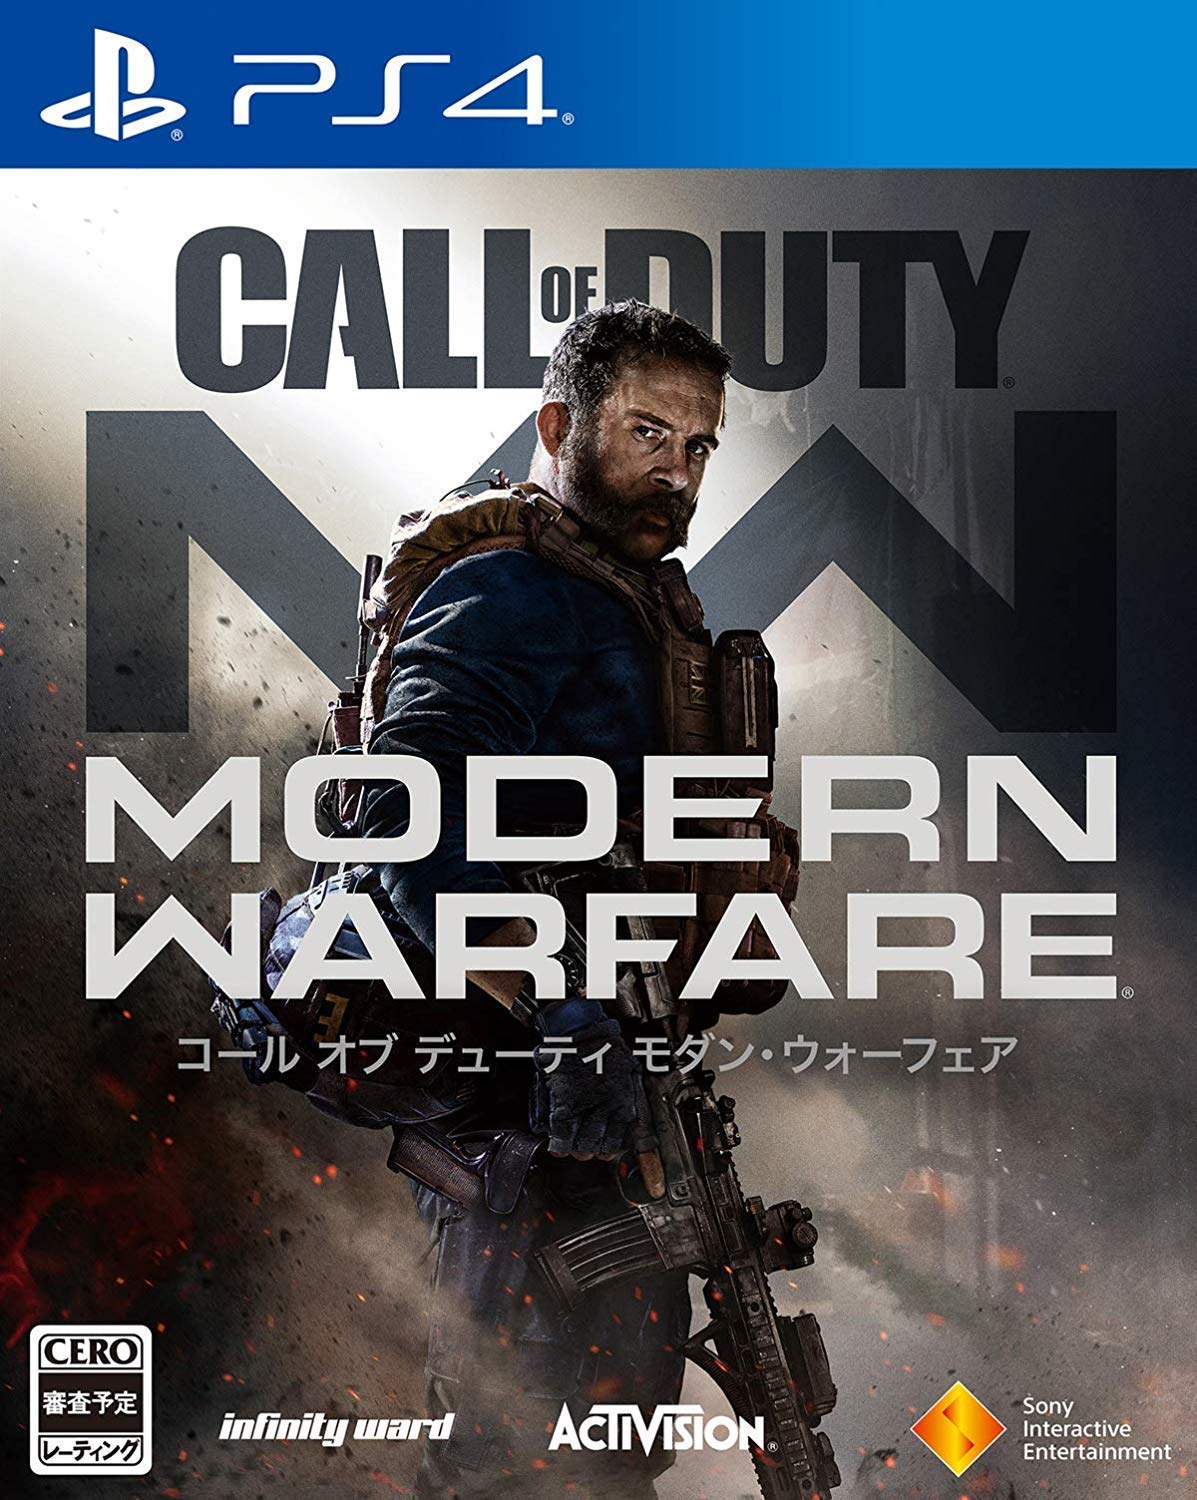 PS4
CALL OF DUTY
MW
MODERN
WARFARE
コール オブ デューティ モダン・ウォーフェア
CERO
審査予定
レーティング
infinity ward
ACTIVISION
Sony
Interactive
Entertainment